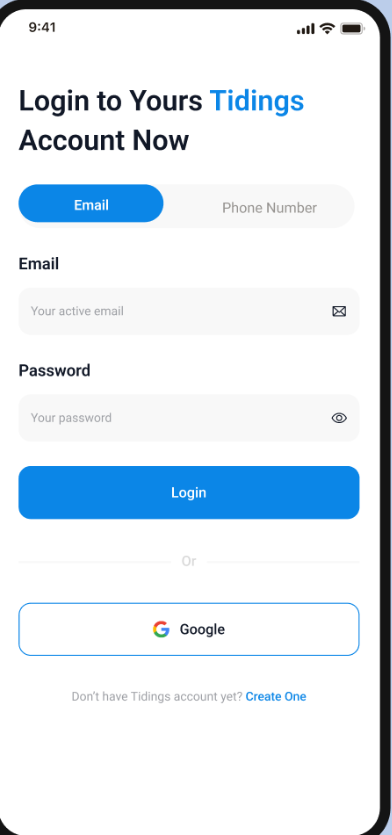 9:41
Login to Yours Tidings
Account Now
Email Phone Number
Email
Your active email
Password
Your password
Login
Or
Google
Don't have Tidings account yet? Create One